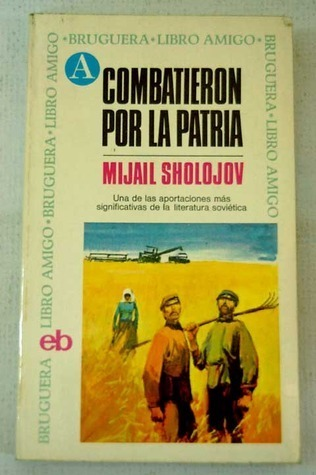 BRUGUERA • LIBRO AMIGO • BRUGUERA • LIBRO AMIGO
• BRUGUERA • LIBRO AMIGO •
BRUGUERA • LIBRO AMIGO
A
COMBATIERON
POR LA PATRIA
MIJAIL SHOLOJOV
Una de las aportaciones más
significativas de la literatura soviética
eb